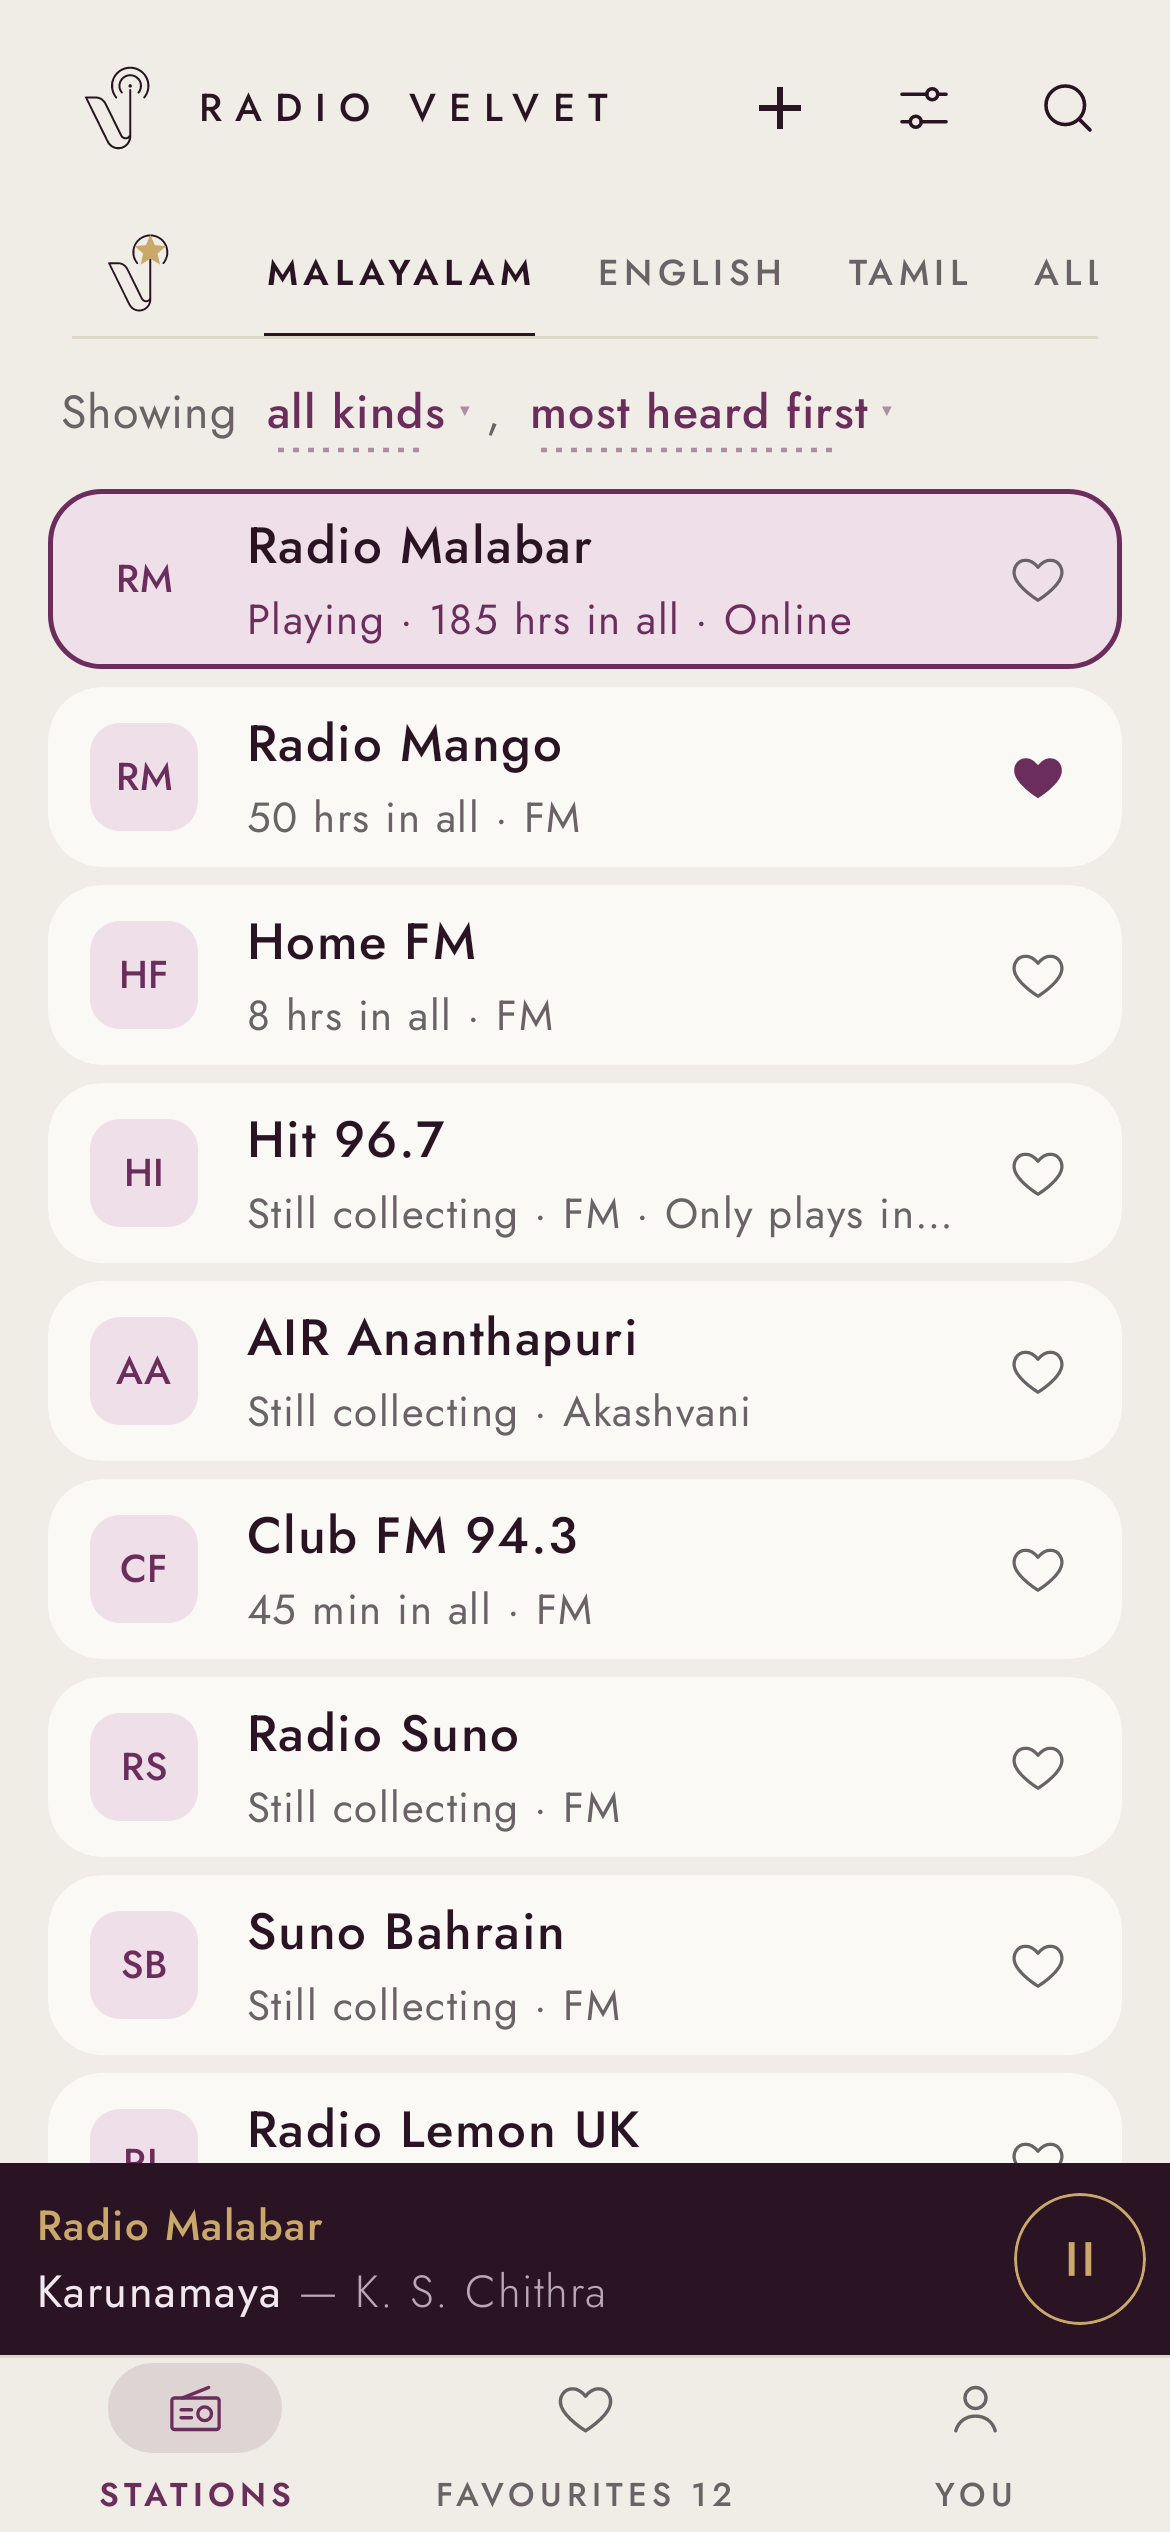 RADIO VELVET
MALAYALAM ENGLISH TAMIL ALL
Showing all kinds ▾ , most heard first ▾
RM
Radio Malabar
Playing · 185 hrs in all · Online
RM
Radio Mango
50 hrs in all · FM
HF
Home FM
8 hrs in all · FM
HI
Hit 96.7
Still collecting · FM · Only plays in...
AA
AIR Ananthapuri
Still collecting · Akashvani
CF
Club FM 94.3
45 min in all · FM
RS
Radio Suno
Still collecting · FM
SB
Suno Bahrain
Still collecting · FM
Radio Lemon UK
Radio Malabar
Karunamaya — K. S. Chithra
STATIONS FAVOURITES 12 YOU